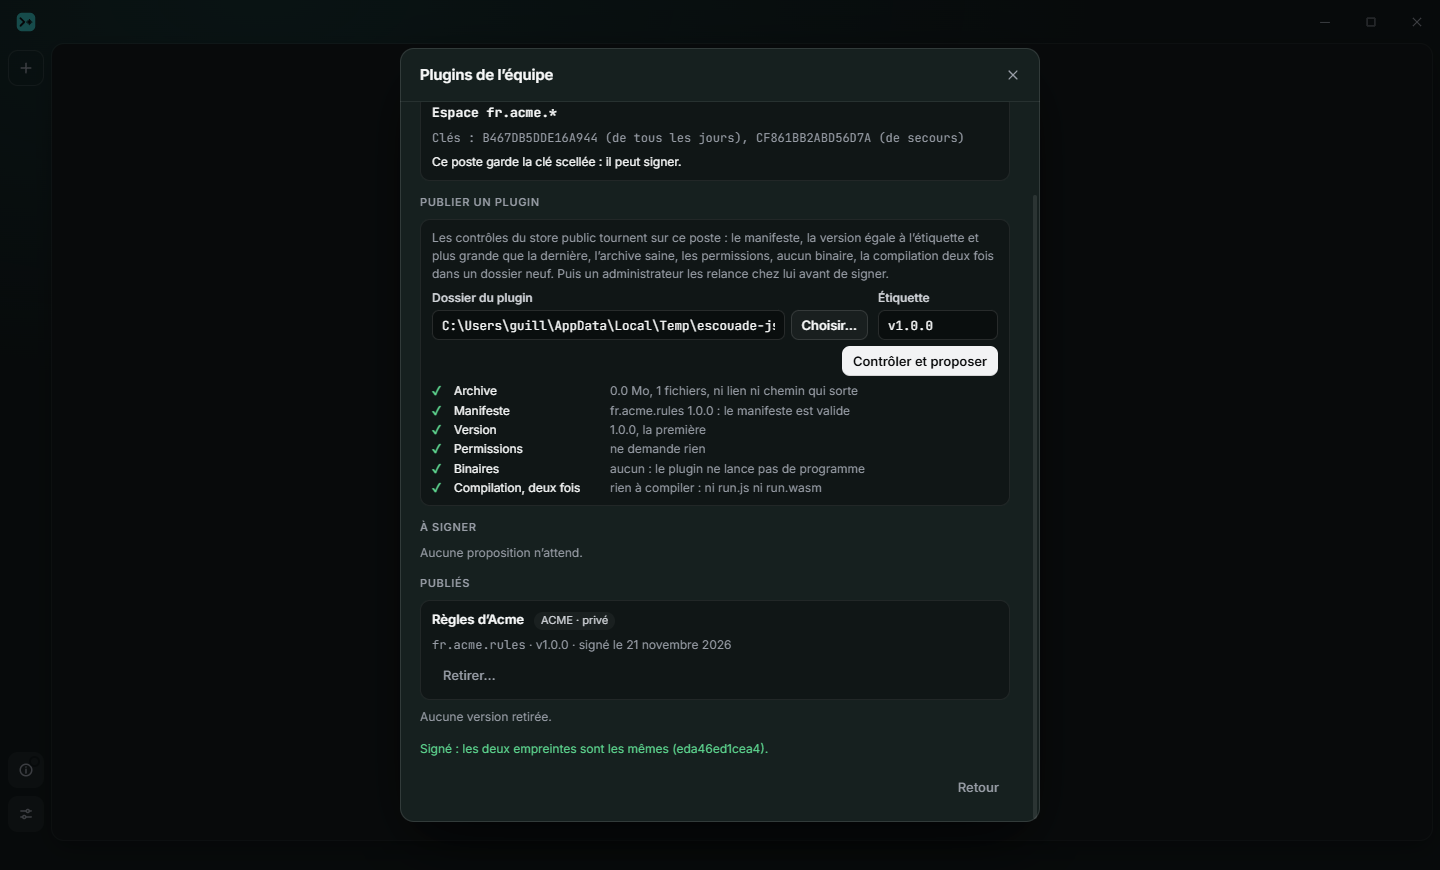 Plugins de l’équipe
Espace fr.acme.*
Clés : B467DB5DDE16A944 (de tous les jours), CF861BB2ABD56D7A (de secours)
Ce poste garde la clé scellée : il peut signer.
PUBLIER UN PLUGIN
Les contrôles du store public tournent sur ce poste : le manifeste, la version égale à l’étiquette et
plus grande que la dernière, l’archive saine, les permissions, aucun binaire, la compilation deux fois
dans un dossier neuf. Puis un administrateur les relance chez lui avant de signer.
Dossier du plugin Étiquette
C:\Users\guill\AppData\Local\Temp\escouade-js Choisir... v1.0.0
Contrôler et proposer
✓ Archive 0.0 Mo, 1 fichiers, ni lien ni chemin qui sorte
✓ Manifeste fr.acme.rules 1.0.0 : le manifeste est valide
✓ Version 1.0.0, la première
✓ Permissions ne demande rien
✓ Binaires aucun : le plugin ne lance pas de programme
✓ Compilation, deux fois rien à compiler : ni run.js ni run.wasm
À SIGNER
Aucune proposition n’attend.
PUBLIÉS
Règles d’Acme ACME · privé
fr.acme.rules · v1.0.0 · signé le 21 novembre 2026
Retirer...
Aucune version retirée.
Signé : les deux empreintes sont les mêmes (eda46ed1cea4).
Retour